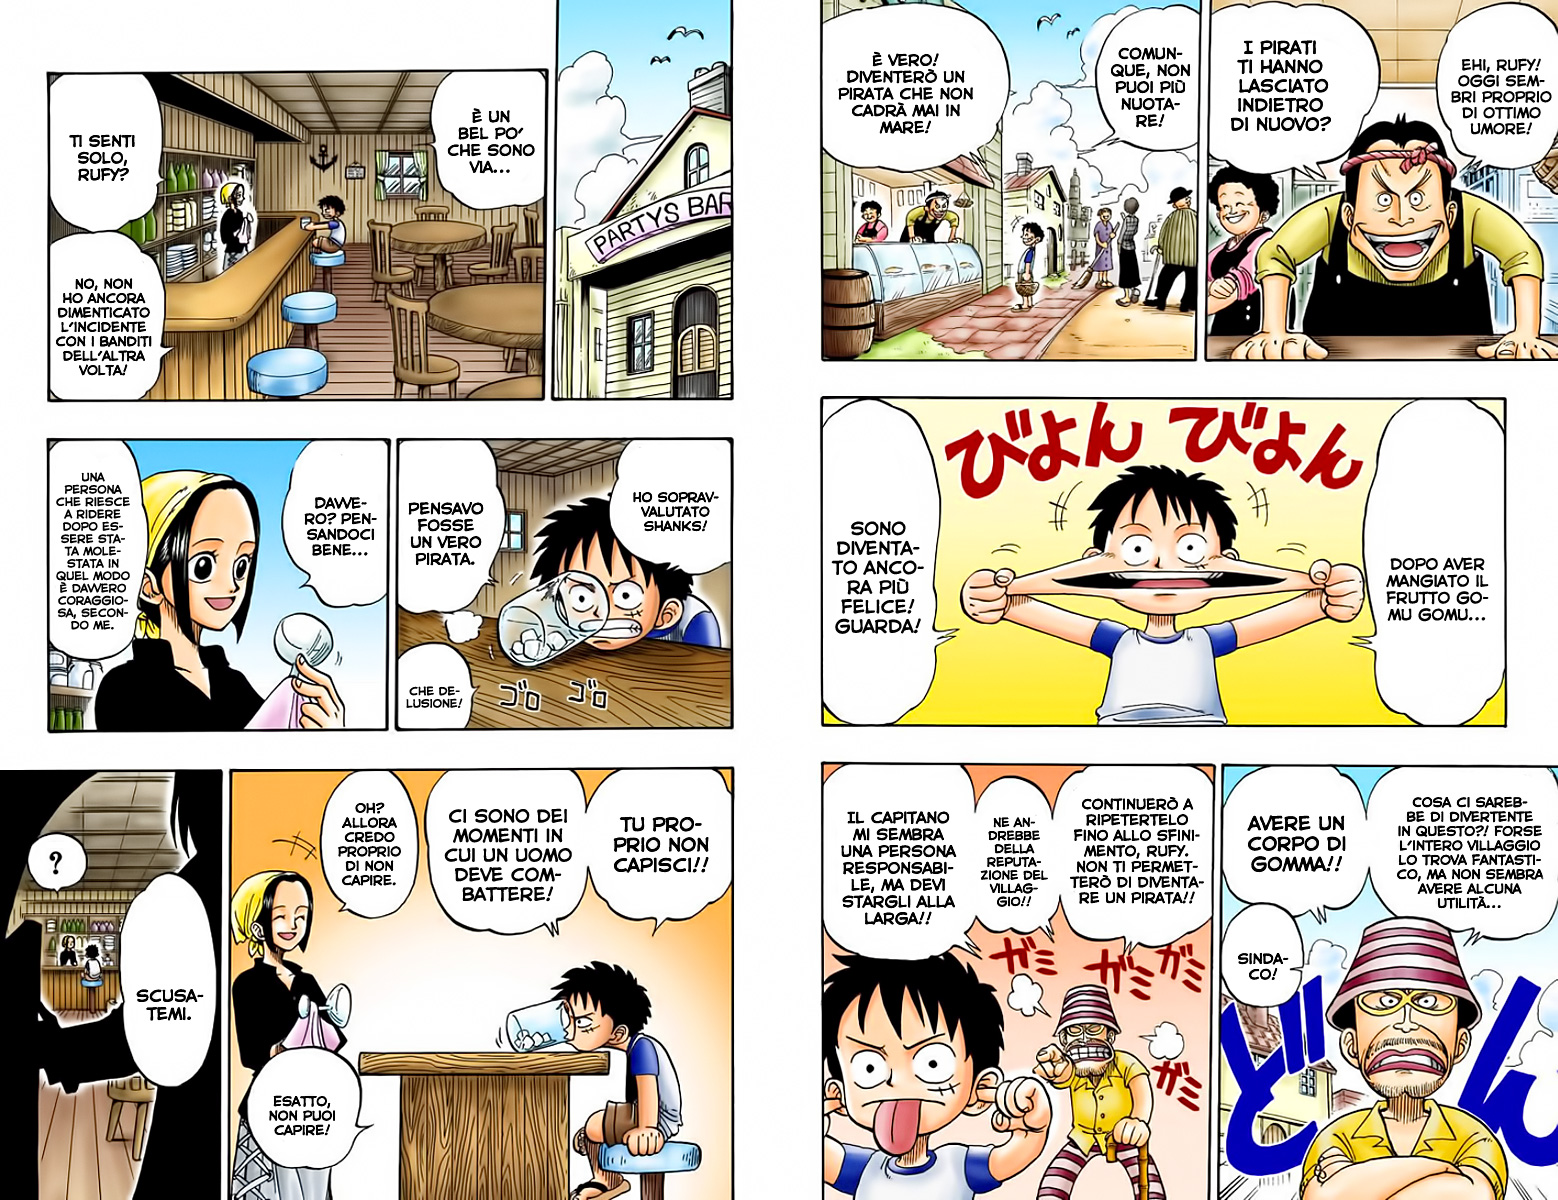 EHI, RUFY!
OGGI SEM-
BRI PROPRIO
DI OTTIMO
UMORE!
I PIRATI
TI HANNO
LASCIATO
INDIETRO
DI NUOVO?
COMUN-
QUE, NON
PUOI PIÙ
NUOTA-
RE!
È VERO!
DIVENTERÒ UN
PIRATA CHE NON
CADRÀ MAI IN
MARE!
びよん びよん
DOPO AVER
MANGIATO IL
FRUTTO GO-
MU GOMU...
SONO
DIVENTA-
TO ANCO-
RA PIÙ
FELICE!
GUARDA!
COSA CI SAREB-
BE DI DIVERTENTE
IN QUESTO?! FORSE
L'INTERO VILLAGGIO
LO TROVA FANTASTI-
CO, MA NON SEMBRA
AVERE ALCUNA
UTILITÀ...
AVERE UN
CORPO DI
GOMMA!!
SINDA-
CO!
どん
CONTINUERÒ A
RIPETERTELO
FINO ALLO SFINI-
MENTO, RUFY.
NON TI PERMET-
TERÒ DI DIVENTA-
RE UN PIRATA!!
NE AN-
DREBBE
DELLA
REPUTA-
ZIONE DEL
VILLAG-
GIO!!
IL CAPITANO
MI SEMBRA
UNA PERSONA
RESPONSABI-
LE, MA DEVI
STARGLI ALLA
LARGA!!
ガミ
ガミ
ガミ
ガミ
PARTYS BAR
È UN
BEL PO'
CHE SONO
VIA...
TI SENTI
SOLO,
RUFY?
NO, NON
HO ANCORA
DIMENTICATO
L'INCIDENTE
CON I BANDITI
DELL'ALTRA
VOLTA!
HO SOPRAV-
VALUTATO
SHANKS!
PENSAVO
FOSSE
UN VERO
PIRATA.
CHE DE-
LUSIONE!
ゴロ ゴロ
DAVVE-
RO? PEN-
SANDOCI
BENE...
UNA
PERSONA
CHE RIESCE
A RIDERE
DOPO ES-
SERE STA-
TA MOLE-
STATA IN
QUEL MODO
È DAVVERO
CORAGGIO-
SA, SECON-
DO ME.
TU PRO-
PRIO NON
CAPISCI!!
CI SONO DEI
MOMENTI IN
CUI UN UOMO
DEVE COM-
BATTERE!
OH?
ALLORA
CREDO
PROPRIO
DI NON
CAPIRE.
ESATTO,
NON PUOI
CAPIRE!
SCUSA-
TEMI.
?